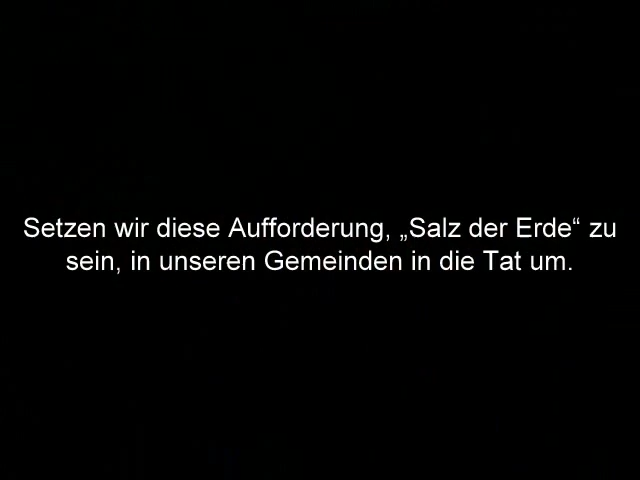 Setzen wir diese Aufforderung, „Salz der Erde“ zu
sein, in unseren Gemeinden in die Tat um.